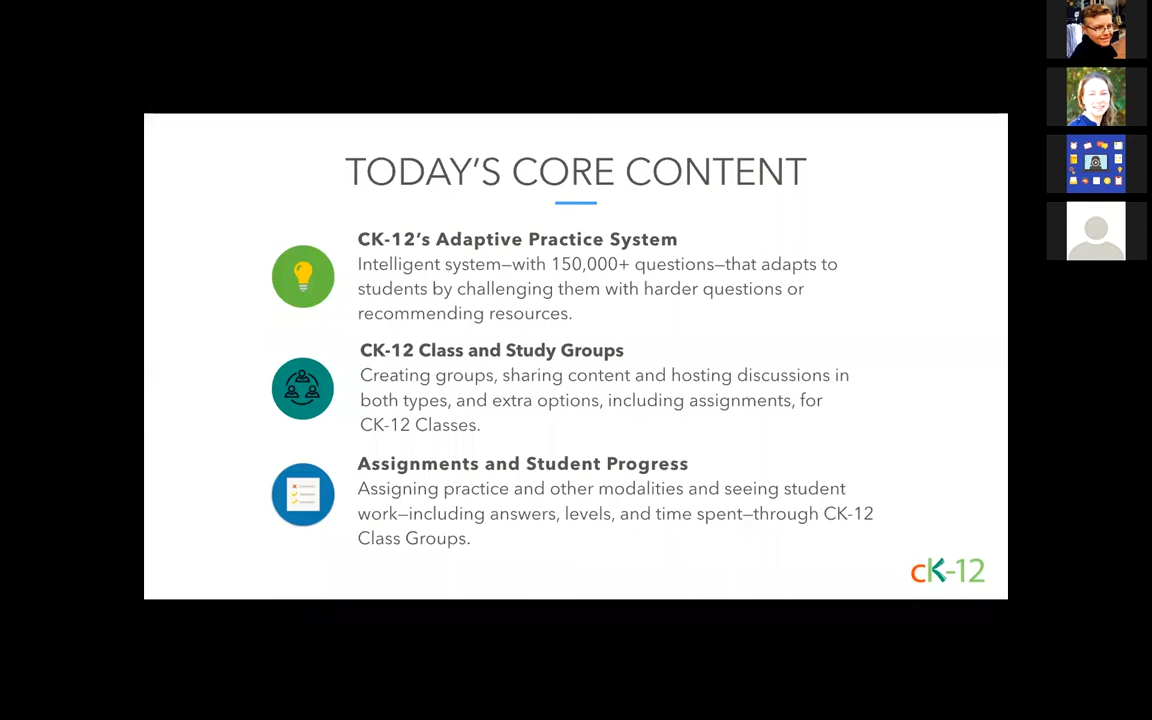 TODAY'S CORE CONTENT
CK-12's Adaptive Practice System
Intelligent system—with 150,000+ questions—that adapts to
students by challenging them with harder questions or
recommending resources.
CK-12 Class and Study Groups
Creating groups, sharing content and hosting discussions in
both types, and extra options, including assignments, for
CK-12 Classes.
Assignments and Student Progress
Assigning practice and other modalities and seeing student
work—including answers, levels, and time spent—through CK-12
Class Groups.
cK-12